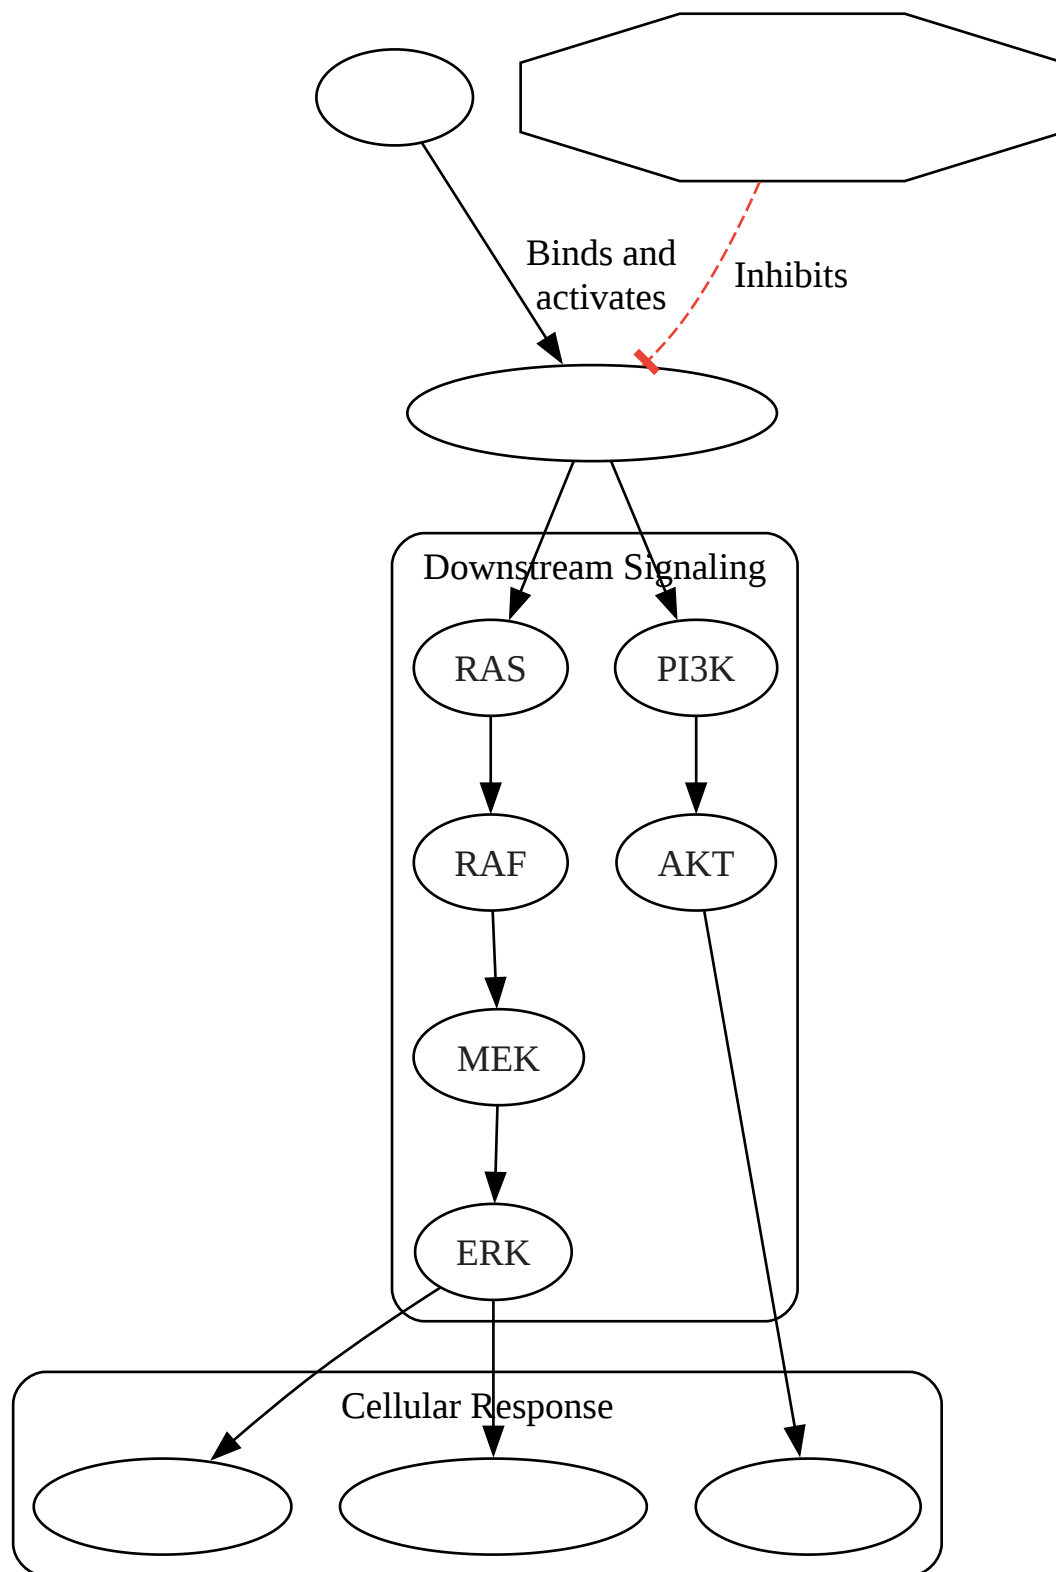 Binds and
activates
Inhibits
Downstream Signaling
RAS
PI3K
RAF
AKT
MEK
ERK
Cellular Response